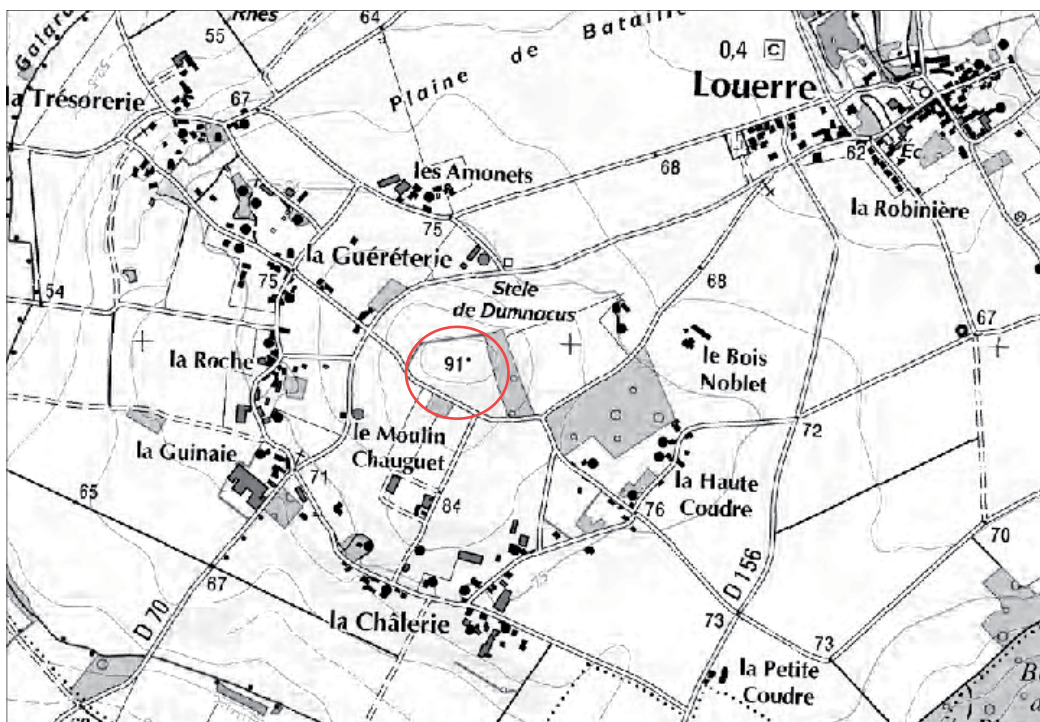 55
64
Plaine de Bataille
0,4 C
Louerre
la Trésorerie
67
les Amonets
68
62
Ec.
la Robinière
75
la Guéréterie
75
Stèle
de Dumnacus
68
54
67
la Roche
91
le Bois
Noblet
72
la Guinaie
le Moulin
Chauguet
71
65
84
la Haute
Coudre
76
70
D 156
67
D 70
75
la Châlerie
73
73
la Petite
Coudre